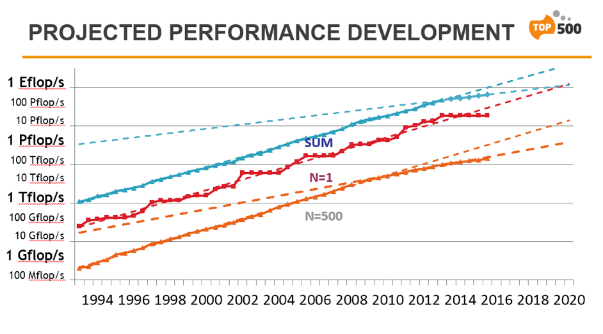 PROJECTED PERFORMANCE DEVELOPMENT
TOP 500
1 Eflop/s
100 Pflop/s
10 Pflop/s
1 Pflop/s
100 Tflop/s
10 Tflop/s
1 Tflop/s
100 Gflop/s
10 Gflop/s
1 Gflop/s
100 Mflop/s
SUM
N=1
N=500
1994 1996 1998 2000 2002 2004 2006 2008 2010 2012 2014 2016 2018 2020